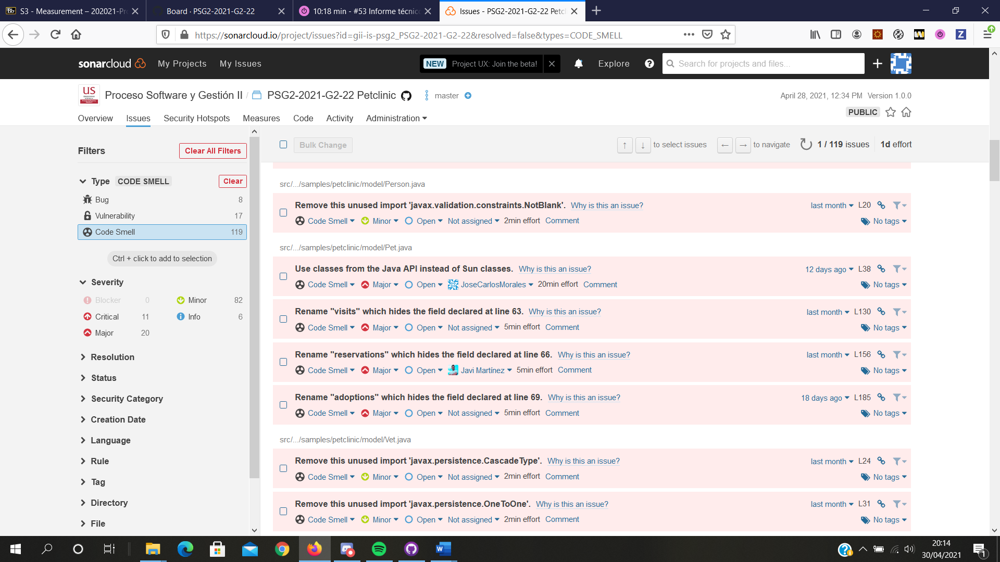 S3 - Measurement – 202021-Pr
Board · PSG2-2021-G2-22
10:18 min - #53 Informe técnico
Issues - PSG2-2021-G2-22 Petcl
https://sonarcloud.io/project/issues?id=gii-is-psg2_PSG2-2021-G2-22&resolved=false&types=CODE_SMELL
sonarcloud My Projects My Issues
NEW Project UX: Join the beta!
Explore
Search for projects and files...
US
Proceso Software y Gestión II / PSG2-2021-G2-22 Petclinic master
April 28, 2021, 12:34 PM Version 1.0.0
PUBLIC
Overview Issues Security Hotspots Measures Code Activity Administration
Filters Clear All Filters
Type CODE SMELL Clear
Bug 8
Vulnerability 17
Code Smell 119
Ctrl + click to add to selection
Severity
Blocker 0 Minor 82
Critical 11 Info 6
Major 20
Resolution
Status
Security Category
Creation Date
Language
Rule
Tag
Directory
File
Bulk Change ↑ ↓ to select issues ← → to navigate 1 / 119 issues 1d effort
src/.../samples/petclinic/model/Person.java
Remove this unused import 'javax.validation.constraints.NotBlank'. Why is this an issue? last month L20
Code Smell Minor Open Not assigned 2min effort Comment No tags
src/.../samples/petclinic/model/Pet.java
Use classes from the Java API instead of Sun classes. Why is this an issue? 12 days ago L38
Code Smell Major Open JoseCarlosMorales 20min effort Comment No tags
Rename "visits" which hides the field declared at line 63. Why is this an issue? last month L130
Code Smell Major Open Not assigned 5min effort Comment No tags
Rename "reservations" which hides the field declared at line 66. Why is this an issue? last month L156
Code Smell Major Open Javi Martínez 5min effort Comment No tags
Rename "adoptions" which hides the field declared at line 69. Why is this an issue? 18 days ago L185
Code Smell Major Open Not assigned 5min effort Comment No tags
src/.../samples/petclinic/model/Vet.java
Remove this unused import 'javax.persistence.CascadeType'. Why is this an issue? last month L24
Code Smell Minor Open Not assigned 2min effort Comment No tags
Remove this unused import 'javax.persistence.OneToOne'. Why is this an issue? last month L31
Code Smell Minor Open Not assigned 2min effort Comment No tags
20:14
30/04/2021
1